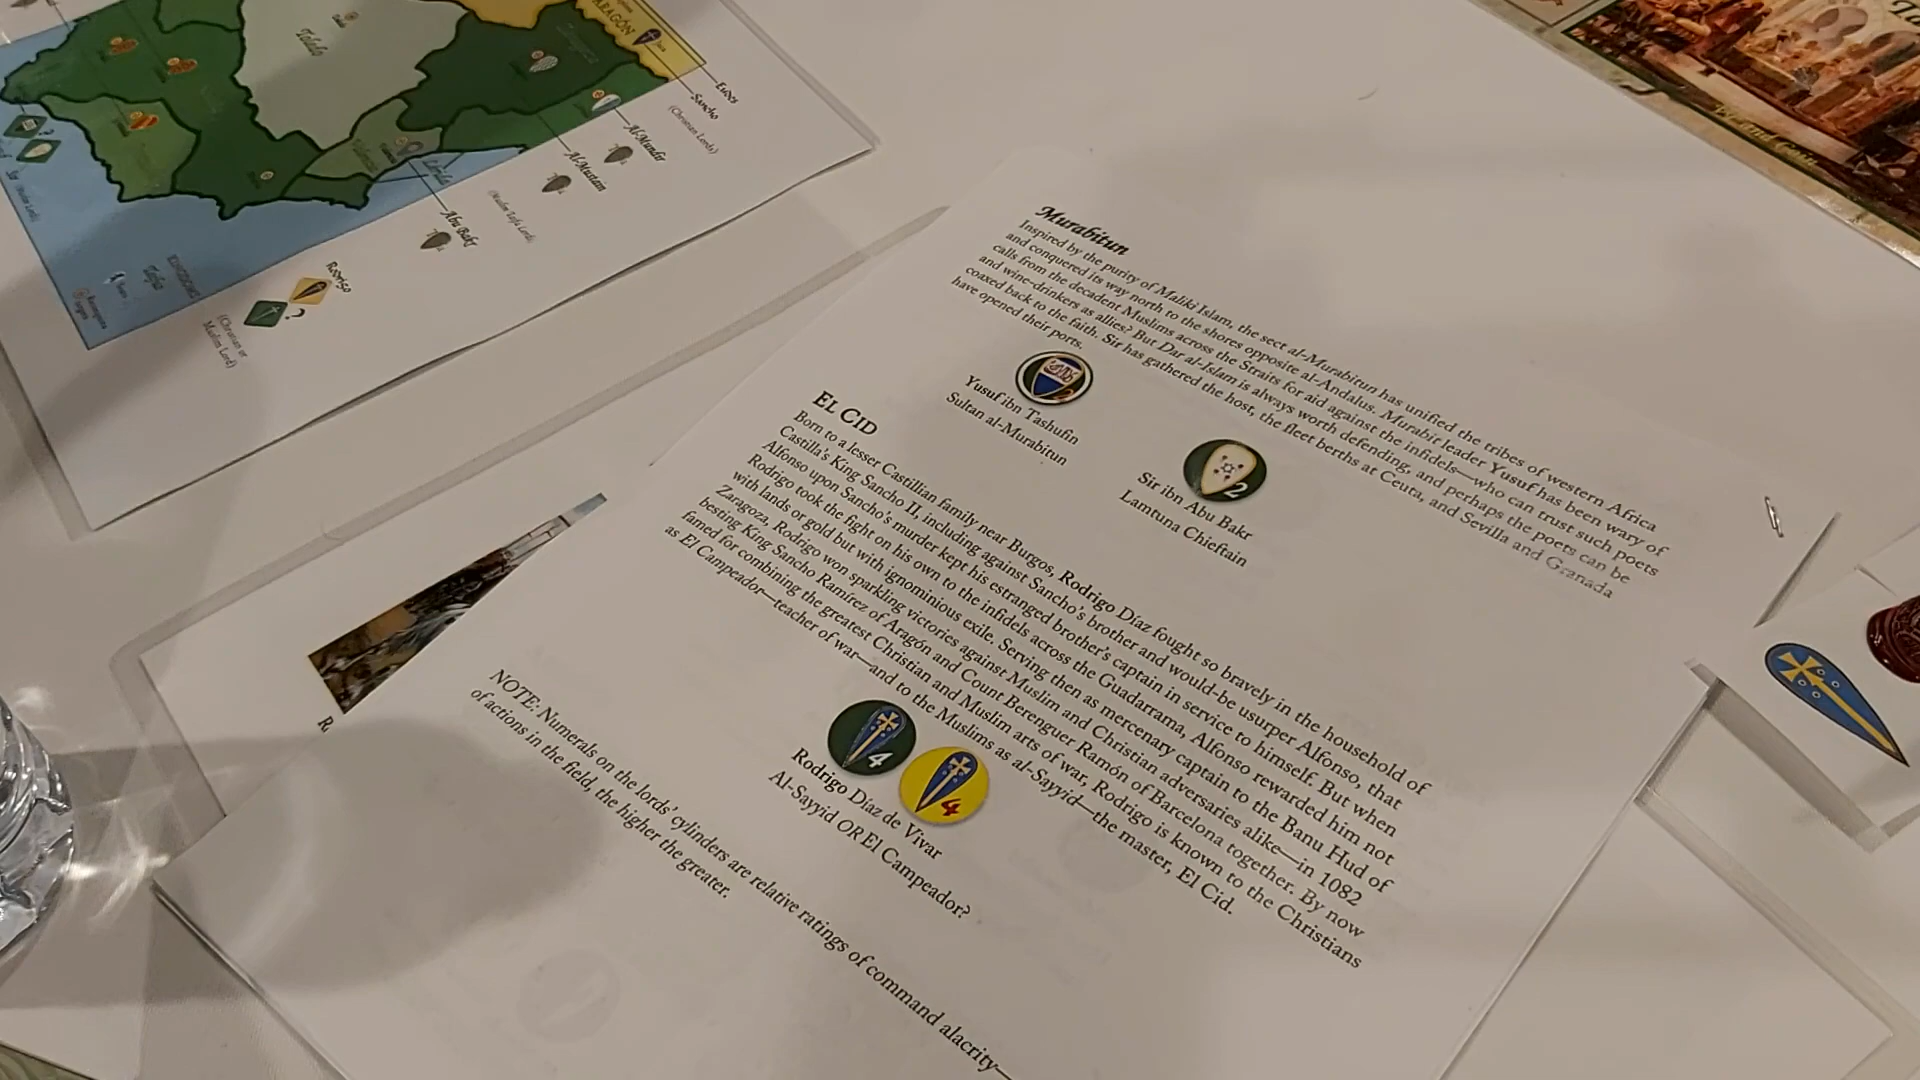 Toledo
ARAGÓN
Eudes
Sancho
(Christian Lords)
Al-Mundir
Al-Mustain
(Muslim Taifa Lords)
Lérida
Abu Bakr
Rodrigo
?
(Christian or
Muslim Lord)
Murabitun
Inspired by the purity of Maliki Islam, the sect al-Murabitun has unified the tribes of western Africa
and conquered its way north to the shores opposite al-Andalus. Murabit leader Yusuf has been wary of
calls from the decadent Muslims across the Straits for aid against the infidels—who can trust such poets
and wine-drinkers as allies? But Dar al-Islam is always worth defending, and perhaps the poets can be
coaxed back to the faith. Sir has gathered the host, the fleet berths at Ceuta, and Sevilla and Granada
have opened their ports.
Yusuf ibn Tashufin
Sultan al-Murabitun
2
Sir ibn Abu Bakr
Lamtuna Chieftain
EL CID
Born to a lesser Castillian family near Burgos, Rodrigo Díaz fought so bravely in the household of
Castilla's King Sancho II, including against Sancho's brother and would-be usurper Alfonso, that
Alfonso upon Sancho's murder kept his estranged brother's captain in service to himself. But when
Rodrigo took the fight on his own to the infidels across the Guadarrama, Alfonso rewarded him not
with lands or gold but with ignominious exile. Serving then as mercenary captain to the Banu Hud of
Zaragoza, Rodrigo won sparkling victories against Muslim and Christian adversaries alike—in 1082
besting King Sancho Ramírez of Aragón and Count Berenguer Ramón of Barcelona together. By now
famed for combining the greatest Christian and Muslim arts of war, Rodrigo is known to the Christians
as El Campeador—teacher of war—and to the Muslims as al-Sayyid—the master, El Cid.
4
4
Rodrigo Díaz de Vivar
Al-Sayyid OR El Campeador?
NOTE: Numerals on the lords' cylinders are relative ratings of command alacrity—
of actions in the field, the higher the greater.